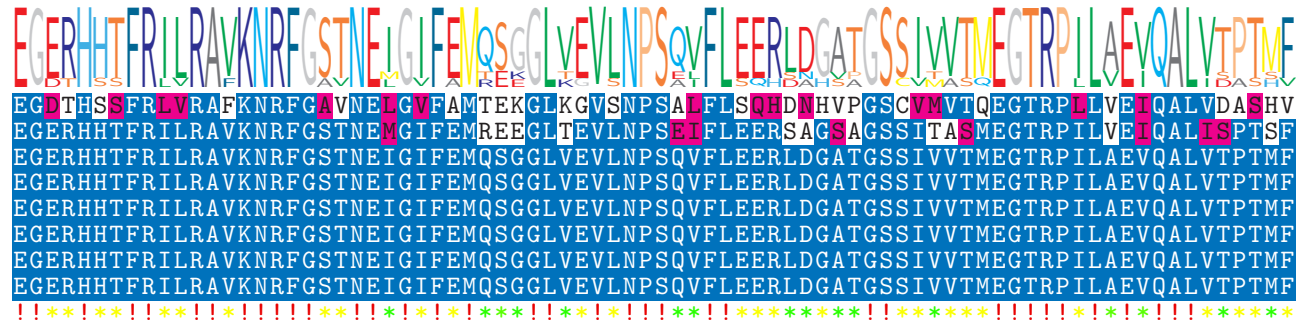 EGERHHTFRILRAVKNRFGSTNEIGIFEMQSGGLVEVLNPSQVFLEERLDGATGSSIVVTMEGTRPILAEVQALVTPTMF
EGDTHSSFRLVRAFKNRFGAVNELGVFAMTEKGLKGVSNPSALFLSQHDNHVPGSCVMVTQEGTRPLLVEIQALVDASHV
EGERHHTFRILRAVKNRFGSTNEMGIFEMREEGLTEVLNPSEIFLEERSAGSAGSSITASMEGTRPILVEIQALISPTSF
EGERHHTFRILRAVKNRFGSTNEIGIFEMQSGGLVEVLNPSQVFLEERLDGATGSSIVVTMEGTRPILAEVQALVTPTMF
EGERHHTFRILRAVKNRFGSTNEIGIFEMQSGGLVEVLNPSQVFLEERLDGATGSSIVVTMEGTRPILAEVQALVTPTMF
EGERHHTFRILRAVKNRFGSTNEIGIFEMQSGGLVEVLNPSQVFLEERLDGATGSSIVVTMEGTRPILAEVQALVTPTMF
EGERHHTFRILRAVKNRFGSTNEIGIFEMQSGGLVEVLNPSQVFLEERLDGATGSSIVVTMEGTRPILAEVQALVTPTMF
EGERHHTFRILRAVKNRFGSTNEIGIFEMQSGGLVEVLNPSQVFLEERLDGATGSSIVVTMEGTRPILAEVQALVTPTMF
EGERHHTFRILRAVKNRFGSTNEIGIFEMQSGGLVEVLNPSQVFLEERLDGATGSSIVVTMEGTRPILAEVQALVTPTMF
!!**!**!!**!!*!!!!!**!!*!*!*!***!!**!*!!!**!!********!!******!!!!!*!*!*!!!******